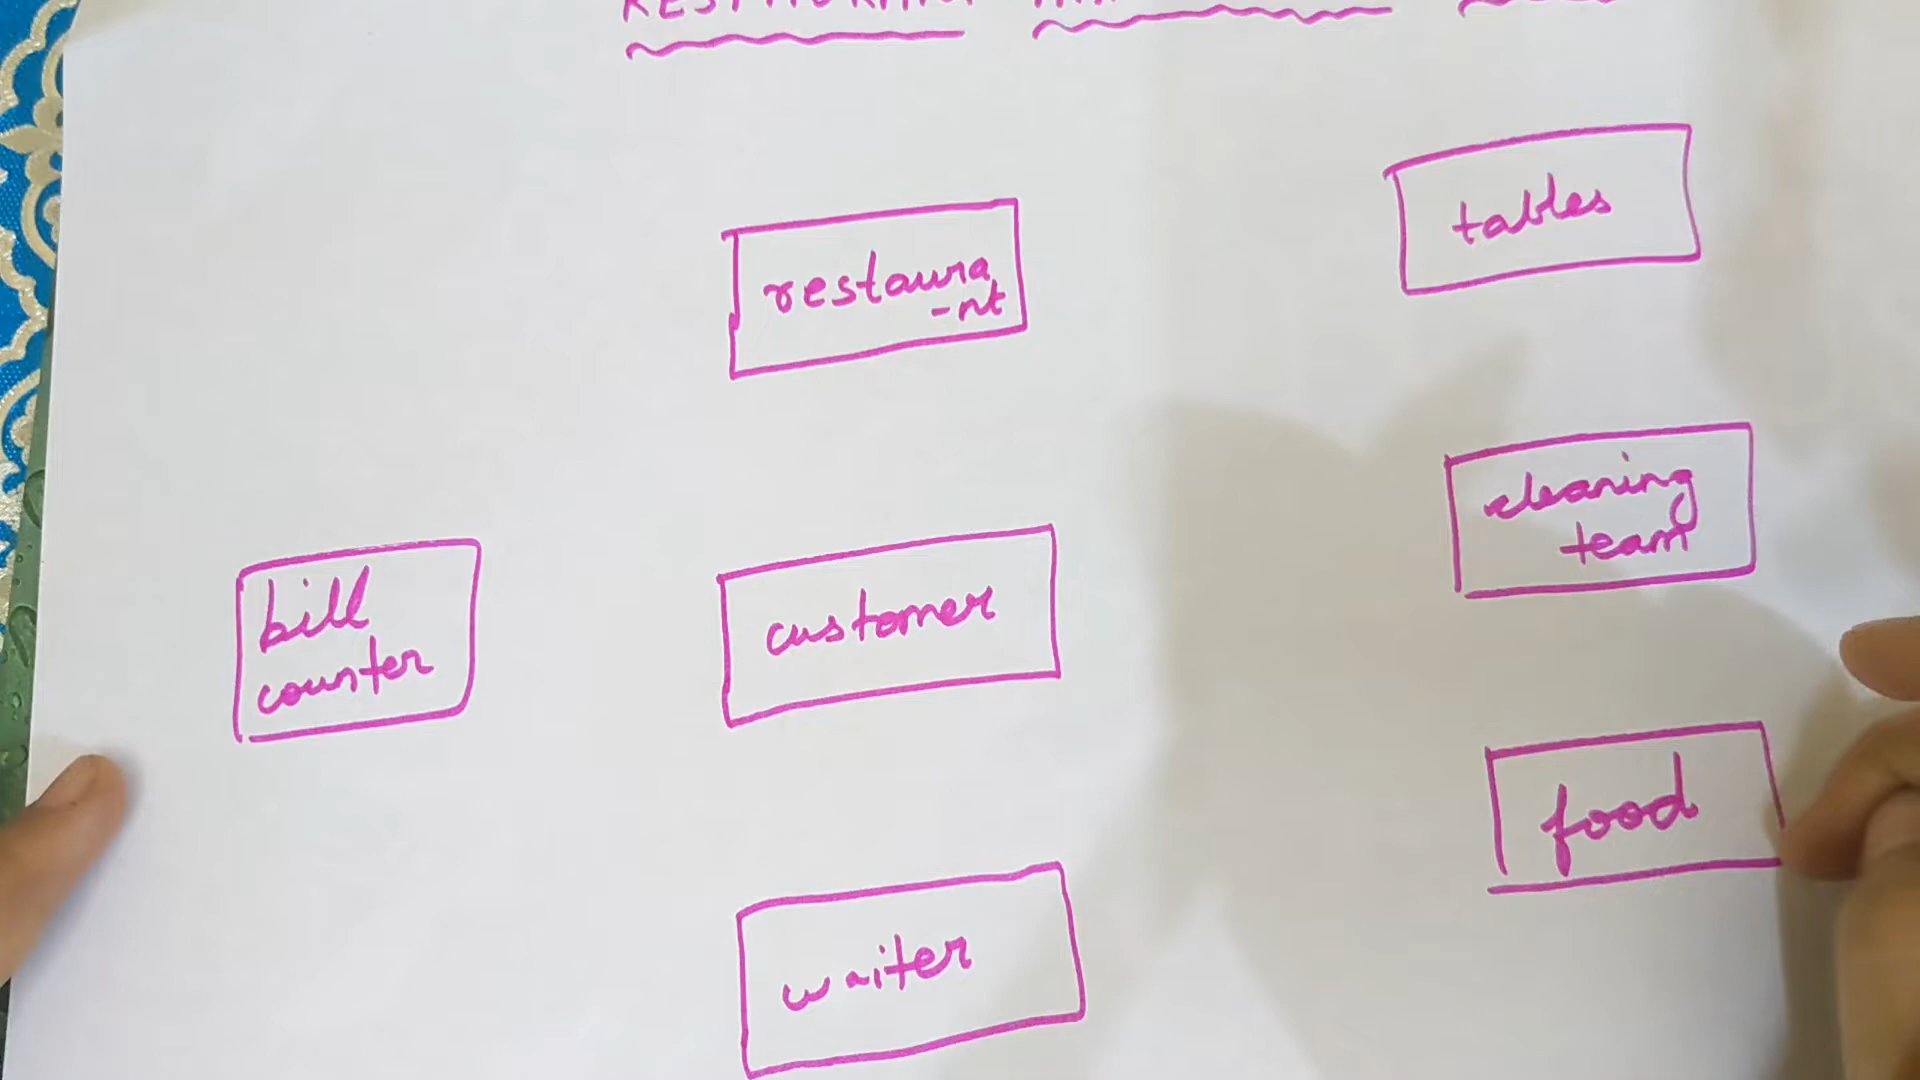 tables
restaura
-nt
cleaning
team
bill
counter
customer
food
waiter